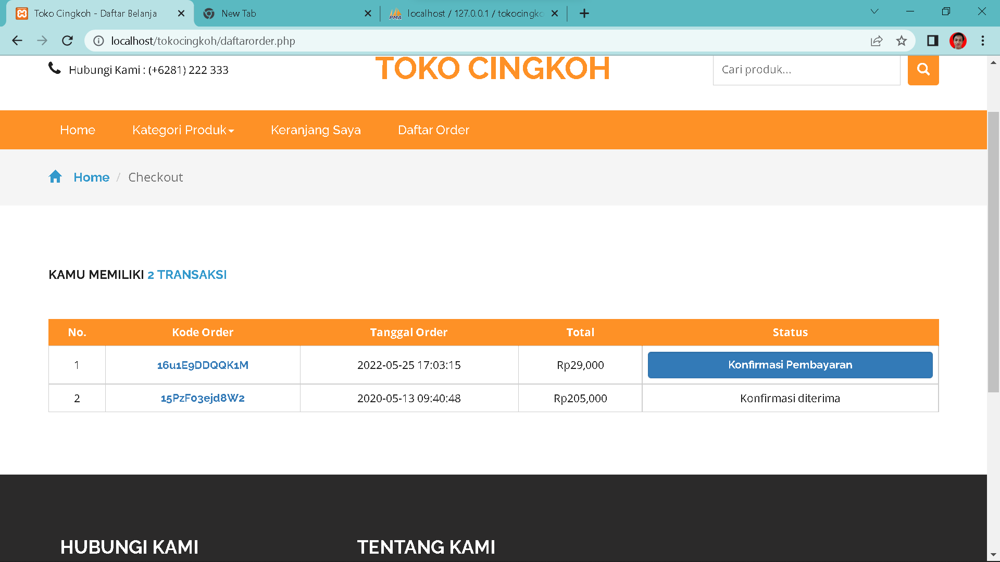 Toko Cingkoh - Daftar Belanja
New Tab
localhost / 127.0.0.1 / tokocingko
localhost/tokocingkoh/daftarorder.php
Hubungi Kami : (+6281) 222 333
TOKO CINGKOH
Cari produk...
Home
Kategori Produk
Keranjang Saya
Daftar Order
Home / Checkout
KAMU MEMILIKI 2 TRANSAKSI
No. Kode Order Tanggal Order Total Status
1 16u1E9DDQQK1M 2022-05-25 17:03:15 Rp29,000 Konfirmasi Pembayaran
2 15PzF03ejd8W2 2020-05-13 09:40:48 Rp205,000 Konfirmasi diterima
HUBUNGI KAMI
TENTANG KAMI